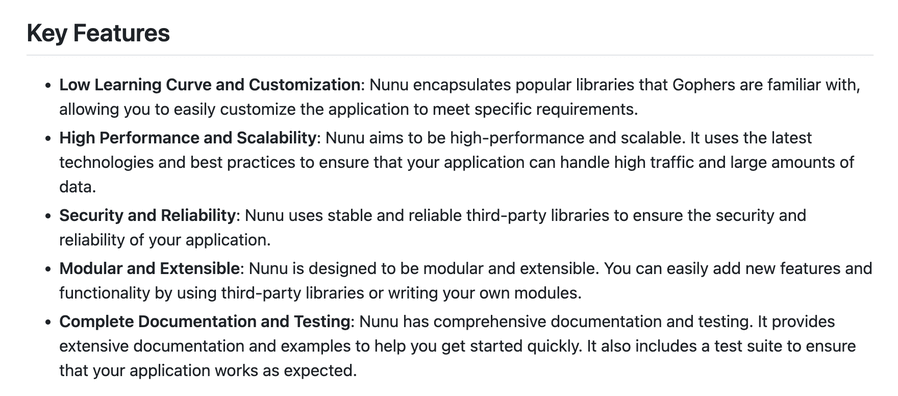 Key Features
• Low Learning Curve and Customization: Nunu encapsulates popular libraries that Gophers are familiar with,
allowing you to easily customize the application to meet specific requirements.
• High Performance and Scalability: Nunu aims to be high-performance and scalable. It uses the latest
technologies and best practices to ensure that your application can handle high traffic and large amounts of
data.
• Security and Reliability: Nunu uses stable and reliable third-party libraries to ensure the security and
reliability of your application.
• Modular and Extensible: Nunu is designed to be modular and extensible. You can easily add new features and
functionality by using third-party libraries or writing your own modules.
• Complete Documentation and Testing: Nunu has comprehensive documentation and testing. It provides
extensive documentation and examples to help you get started quickly. It also includes a test suite to ensure
that your application works as expected.